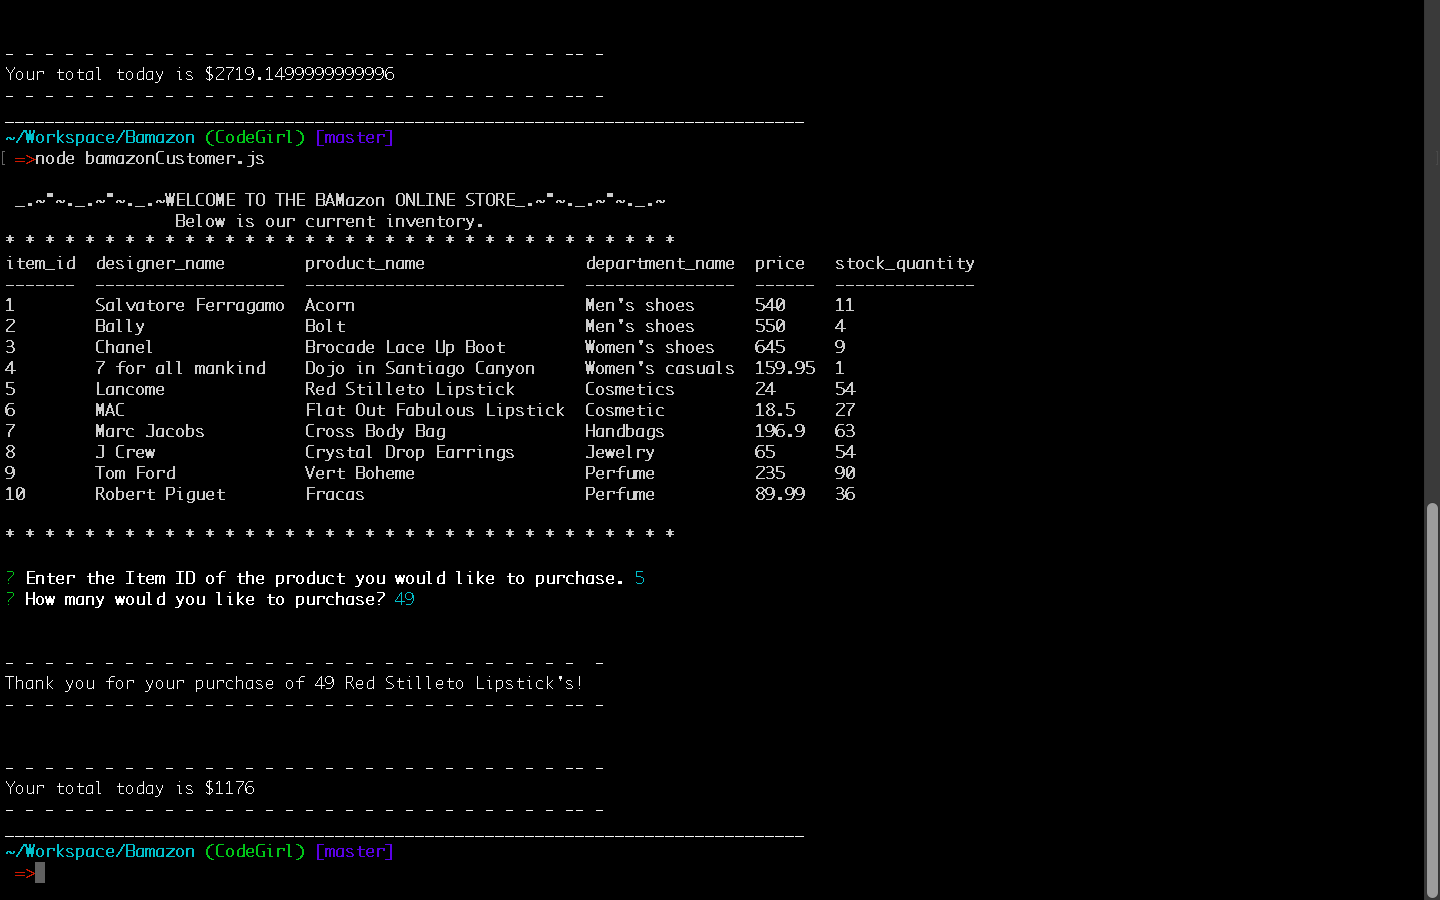 - - - - - - - - - - - - - - - - - - - - - - - - - - - - -- -
Your total today is $2719.1499999999996
- - - - - - - - - - - - - - - - - - - - - - - - - - - - -- -
________________________________________________________________________________
~/Workspace/Bamazon (CodeGirl) [master]
[ =>node bamazonCustomer.js ]
_.~"~._.~"~._.~WELCOME TO THE BAMazon ONLINE STORE_.~"~._.~"~._.~
Below is our current inventory.
* * * * * * * * * * * * * * * * * * * * * * * * * * * * * * * * * *
item_id  designer_name        product_name                department_name  price   stock_quantity
-------  -------------------  --------------------------  ---------------  ------  --------------
1        Salvatore Ferragamo  Acorn                       Men's shoes      540     11
2        Bally                Bolt                        Men's shoes      550     4
3        Chanel               Brocade Lace Up Boot        Women's shoes    645     9
4        7 for all mankind    Dojo in Santiago Canyon     Women's casuals  159.95  1
5        Lancome              Red Stilleto Lipstick       Cosmetics        24      54
6        MAC                  Flat Out Fabulous Lipstick  Cosmetic         18.5    27
7        Marc Jacobs          Cross Body Bag              Handbags         196.9   63
8        J Crew               Crystal Drop Earrings       Jewelry          65      54
9        Tom Ford             Vert Boheme                 Perfume          235     90
10       Robert Piguet        Fracas                      Perfume          89.99   36
* * * * * * * * * * * * * * * * * * * * * * * * * * * * * * * * * *
? Enter the Item ID of the product you would like to purchase. 5
? How many would you like to purchase? 49
- - - - - - - - - - - - - - - - - - - - - - - - - - - - -  -
Thank you for your purchase of 49 Red Stilleto Lipstick's!
- - - - - - - - - - - - - - - - - - - - - - - - - - - - -- -
- - - - - - - - - - - - - - - - - - - - - - - - - - - - -- -
Your total today is $1176
- - - - - - - - - - - - - - - - - - - - - - - - - - - - -- -
________________________________________________________________________________
~/Workspace/Bamazon (CodeGirl) [master]
=>